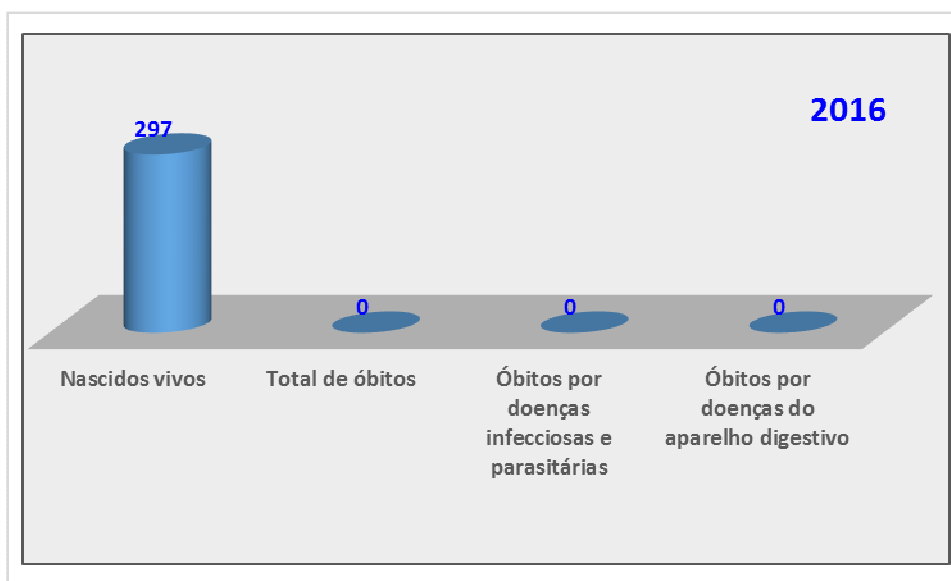 2016
297
0
0
0
Nascidos vivos
Total de óbitos
Óbitos por
doenças
infecciosas e
parasitárias
Óbitos por
doenças do
aparelho digestivo